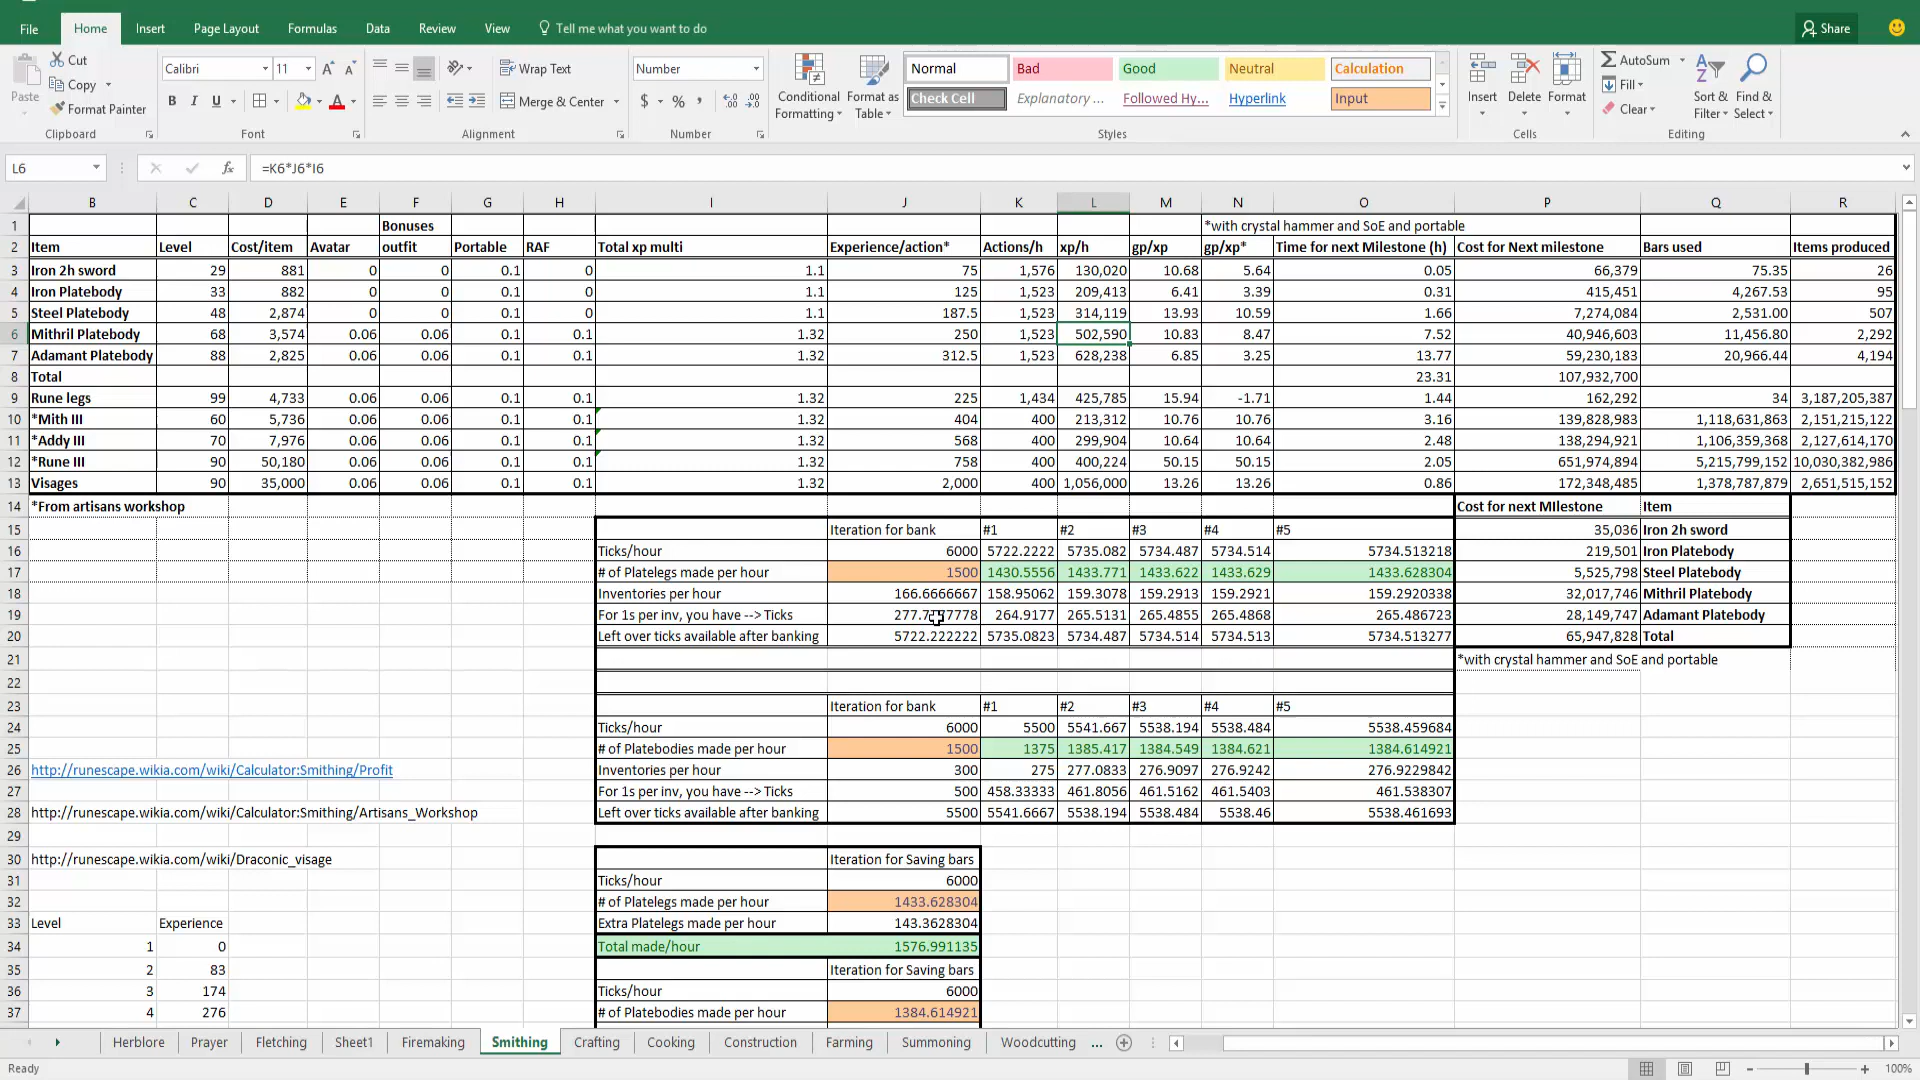 File Home Insert Page Layout Formulas Data Review View Tell me what you want to do Share
Paste Cut Copy Format Painter Clipboard
Calibri 11 A A B I U A Font
Wrap Text Merge & Center Alignment
Number $ % , Number
Conditional Formatting Format as Table
Normal Bad Good Neutral Calculation
Check Cell Explanatory ... Followed Hy... Hyperlink Input
Styles
Insert Delete Format Cells
AutoSum Fill Clear Sort & Filter Find & Select Editing
L6 fx =K6*J6*I6
B C D E F G H I J K L M N O P Q R
1 Bonuses *with crystal hammer and SoE and portable
2 Item Level Cost/item Avatar outfit Portable RAF Total xp multi Experience/action* Actions/h xp/h gp/xp gp/xp* Time for next Milestone (h) Cost for Next milestone Bars used Items produced
3 Iron 2h sword 29 881 0 0 0.1 0 1.1 75 1,576 130,020 10.68 5.64 0.05 66,379 75.35 26
4 Iron Platebody 33 882 0 0 0.1 0 1.1 125 1,523 209,413 6.41 3.39 0.31 415,451 4,267.53 95
5 Steel Platebody 48 2,874 0 0 0.1 0 1.1 187.5 1,523 314,119 13.93 10.59 1.66 7,274,084 2,531.00 507
6 Mithril Platebody 68 3,574 0.06 0.06 0.1 0.1 1.32 250 1,523 502,590 10.83 8.47 7.52 40,946,603 11,456.80 2,292
7 Adamant Platebody 88 2,825 0.06 0.06 0.1 0.1 1.32 312.5 1,523 628,238 6.85 3.25 13.77 59,230,183 20,966.44 4,194
8 Total 23.31 107,932,700
9 Rune legs 99 4,733 0.06 0.06 0.1 0.1 1.32 225 1,434 425,785 15.94 -1.71 1.44 162,292 34 3,187,205,387
10 *Mith III 60 5,736 0.06 0.06 0.1 0.1 1.32 404 400 213,312 10.76 10.76 3.16 139,828,983 1,118,631,863 2,151,215,122
11 *Addy III 70 7,976 0.06 0.06 0.1 0.1 1.32 568 400 299,904 10.64 10.64 2.48 138,294,921 1,106,359,368 2,127,614,170
12 *Rune III 90 50,180 0.06 0.06 0.1 0.1 1.32 758 400 400,224 50.15 50.15 2.05 651,974,894 5,215,799,152 10,030,382,986
13 Visages 90 35,000 0.06 0.06 0.1 0.1 1.32 2,000 400 1,056,000 13.26 13.26 0.86 172,348,485 1,378,787,879 2,651,515,152
14 *From artisans workshop Cost for next MIlestone Item
15 Iteration for bank #1 #2 #3 #4 #5 35,036 Iron 2h sword
16 Ticks/hour 6000 5722.2222 5735.082 5734.487 5734.514 5734.513218 219,501 Iron Platebody
17 # of Platelegs made per hour 1500 1430.5556 1433.771 1433.622 1433.629 1433.628304 5,525,798 Steel Platebody
18 Inventories per hour 166.6666667 158.95062 159.3078 159.2913 159.2921 159.2920338 32,017,746 Mithril Platebody
19 For 1s per inv, you have --> Ticks 264.9177 265.5131 265.4855 265.4868 265.486723 28,149,747 Adamant Platebody
20 Left over ticks available after banking 5722.222222 5735.0823 5734.487 5734.514 5734.513 5734.513277 65,947,828 Total
21 *with crystal hammer and SoE and portable
22
23 Iteration for bank #1 #2 #3 #4 #5
24 Ticks/hour 6000 5500 5541.667 5538.194 5538.484 5538.459684
25 # of Platebodies made per hour 1500 1375 1385.417 1384.549 1384.621 1384.614921
26 http://runescape.wikia.com/wiki/Calculator:Smithing/Profit Inventories per hour 300 275 277.0833 276.9097 276.9242 276.9229842
27 For 1s per inv, you have --> Ticks 500 458.33333 461.8056 461.5162 461.5403 461.538307
28 http://runescape.wikia.com/wiki/Calculator:Smithing/Artisans_Workshop Left over ticks available after banking 5500 5541.6667 5538.194 5538.484 5538.46 5538.461693
29
30 http://runescape.wikia.com/wiki/Draconic_visage Iteration for Saving bars
31 Ticks/hour 6000
32 # of Platelegs made per hour 1433.628304
33 Level Experience Extra Platelegs made per hour 143.3628304
34 1 0 Total made/hour 1576.991135
35 2 83 Iteration for Saving bars
36 3 174 Ticks/hour 6000
37 4 276 # of Platebodies made per hour 1384.614921
Herblore Prayer Fletching Sheet1 Firemaking Smithing Crafting Cooking Construction Farming Summoning Woodcutting ...
Ready 100%